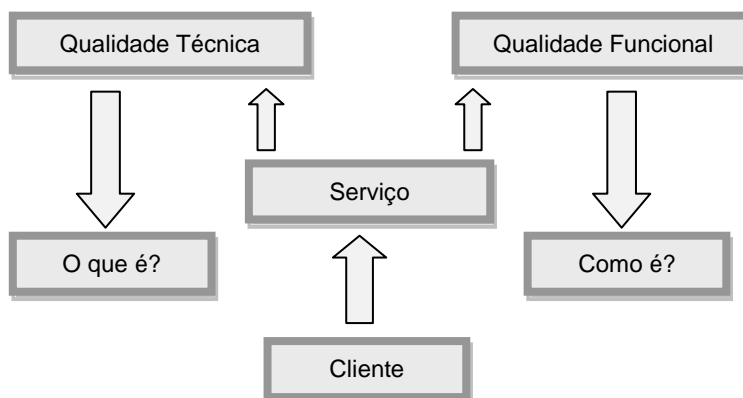 Qualidade Técnica
Qualidade Funcional
Serviço
O que é?
Como é?
Cliente